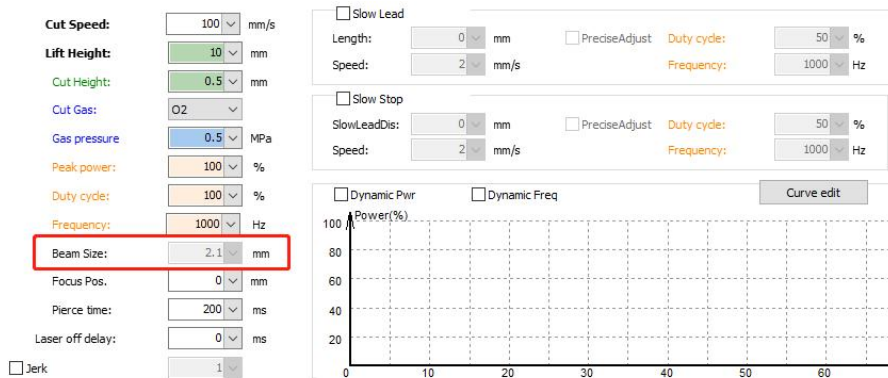 Cut Speed: 100 mm/s
Lift Height: 10 mm
Cut Height: 0.5 mm
Cut Gas: O2
Gas pressure 0.5 MPa
Peak power: 100 %
Duty cycle: 100 %
Frequency: 1000 Hz
Beam Size: 2.1 mm
Focus Pos. 0 mm
Pierce time: 200 ms
Laser off delay: 0 ms
Jerk 1
Slow Lead
Length: 0 mm PreciseAdjust Duty cycle: 50 %
Speed: 2 mm/s Frequency: 1000 Hz
Slow Stop
SlowLeadDis: 0 mm PreciseAdjust Duty cycle: 50 %
Speed: 2 mm/s Frequency: 1000 Hz
Dynamic Pwr Dynamic Freq Curve edit
Power(%)
100
80
60
40
20
0 10 20 30 40 50 60